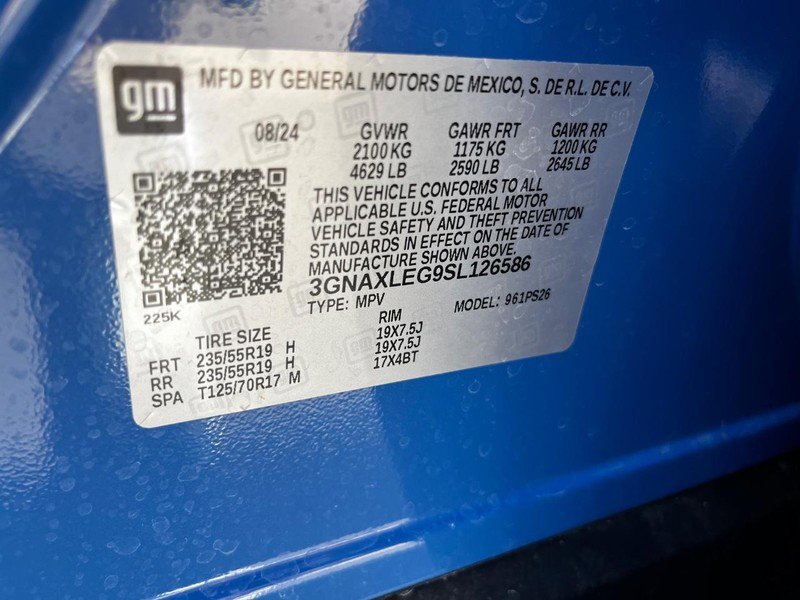 gm
MFD BY GENERAL MOTORS DE MEXICO, S. DE R.L. DE C.V.
08/24 GVWR GAWR FRT GAWR RR
2100 KG 1175 KG 1200 KG
4629 LB 2590 LB 2645 LB
THIS VEHICLE CONFORMS TO ALL
APPLICABLE U.S. FEDERAL MOTOR
VEHICLE SAFETY AND THEFT PREVENTION
STANDARDS IN EFFECT ON THE DATE OF
MANUFACTURE SHOWN ABOVE.
3GNAXLEG9SL126586
225K TYPE: MPV MODEL: 961PS26
TIRE SIZE RIM
FRT 235/55R19 H 19X7.5J
RR 235/55R19 H 19X7.5J
SPA T125/70R17 M 17X4BT